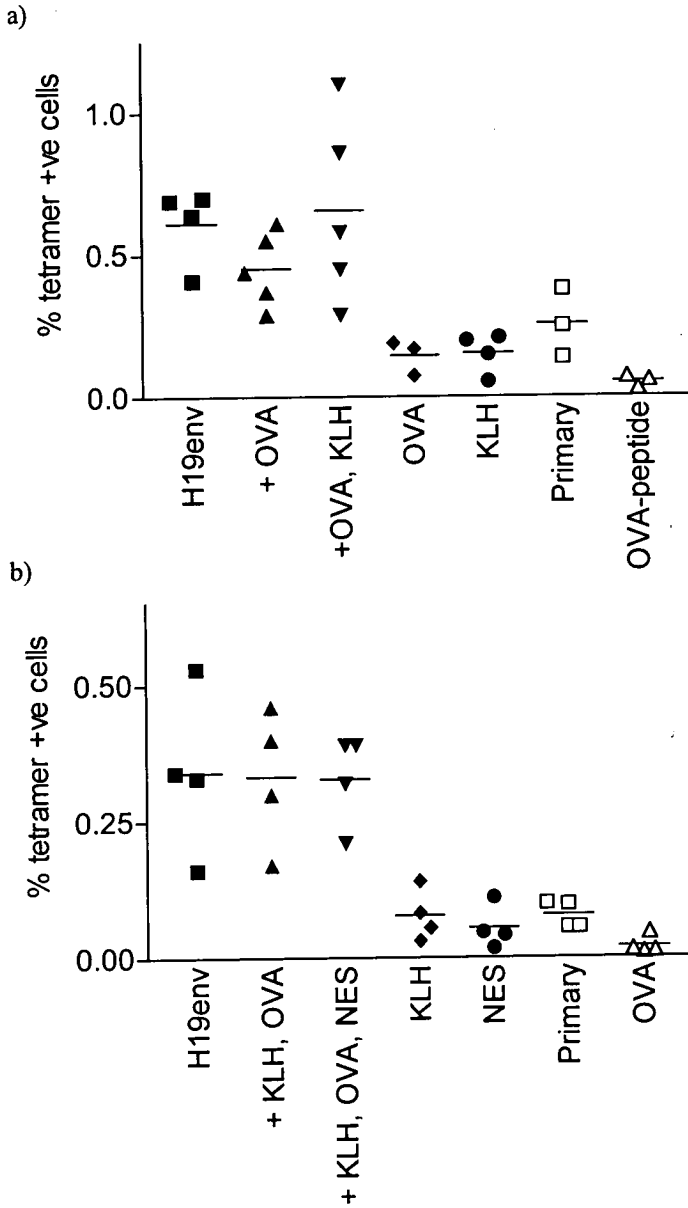 a)
% tetramer +ve cells
1.0
0.5
0.0
H19env
+ OVA
+OVA, KLH
OVA
KLH
Primary
OVA-peptide
b)
% tetramer +ve cells
0.50
0.25
0.00
H19env
+ KLH, OVA
+ KLH, OVA, NES
KLH
NES
Primary
OVA